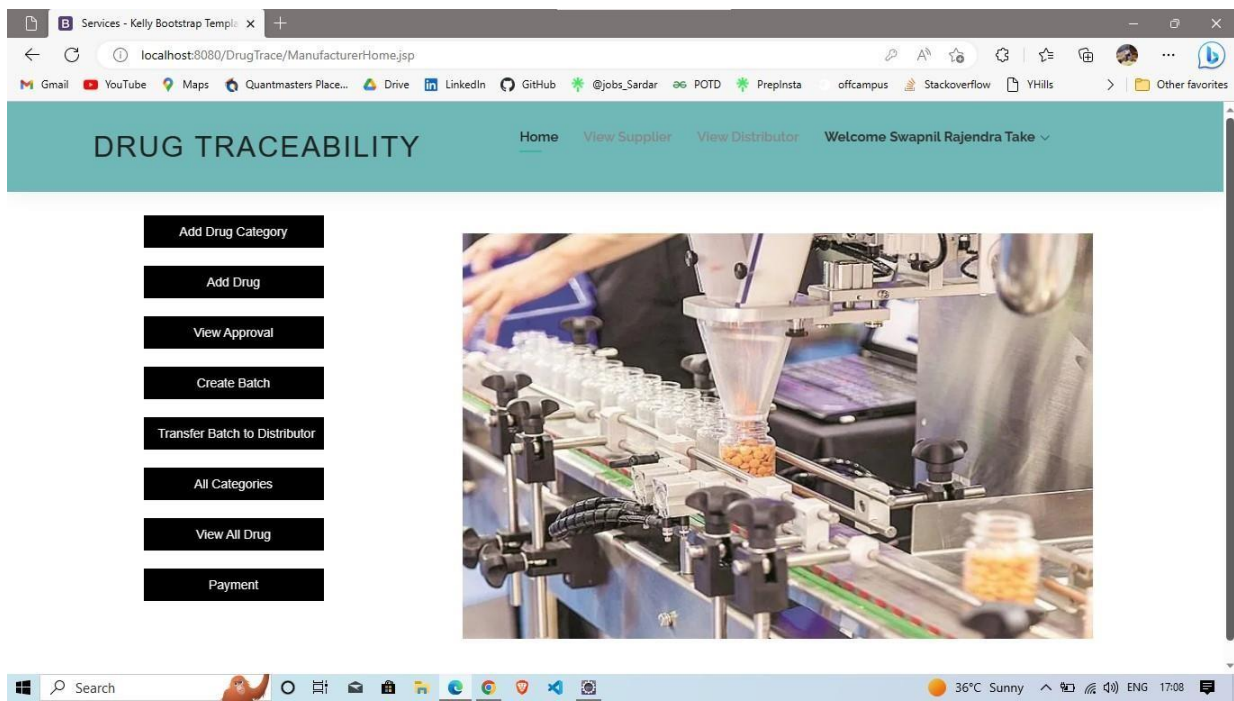 Services - Kelly Bootstrap Templa
localhost:8080/DrugTrace/ManufacturerHome.jsp
Gmail YouTube Maps Quantmasters Place... Drive LinkedIn GitHub @jobs_Sardar POTD PrepInsta offcampus Stackoverflow YHills Other favorites
DRUG TRACEABILITY
Home View Supplier View Distributor Welcome Swapnil Rajendra Take
Add Drug Category
Add Drug
View Approval
Create Batch
Transfer Batch to Distributor
All Categories
View All Drug
Payment
Search 36°C Sunny ENG 17:08